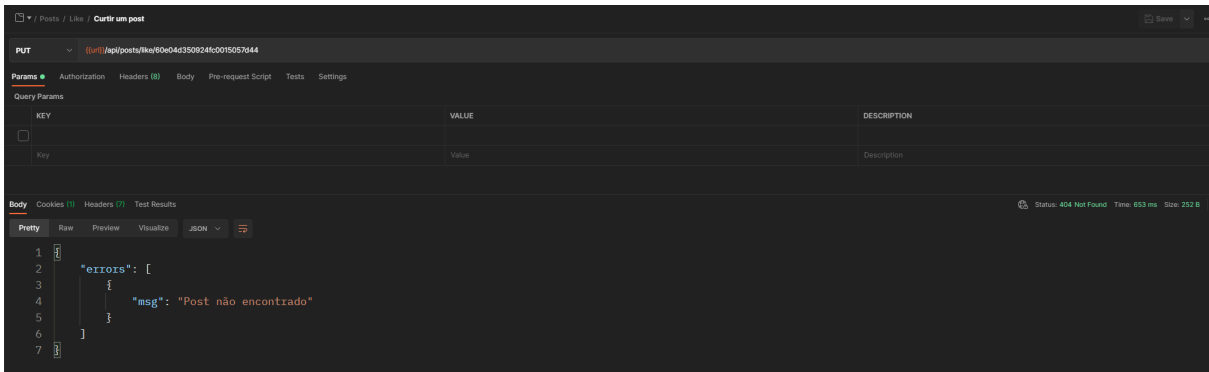 / Posts / Like / Curtir um post Save
PUT {{url}}/api/posts/like/60e04d350924fc0015057d44
Params Authorization Headers (8) Body Pre-request Script Tests Settings
Query Params
KEY VALUE DESCRIPTION
Key Value Description
Body Cookies (1) Headers (7) Test Results Status: 404 Not Found Time: 653 ms Size: 252 B
Pretty Raw Preview Visualize JSON
1 {
2 "errors": [
3 {
4 "msg": "Post não encontrado"
5 }
6 ]
7 }